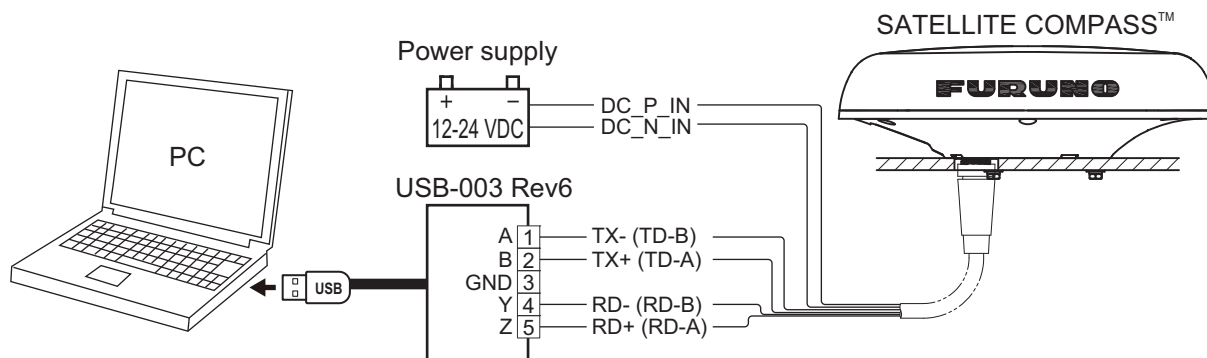 SATELLITE COMPASS™
FURUNO
Power supply
+ −
12-24 VDC
DC_P_IN
DC_N_IN
PC
USB
USB-003 Rev6
A 1 TX- (TD-B)
B 2 TX+ (TD-A)
GND 3
Y 4 RD- (RD-B)
Z 5 RD+ (RD-A)